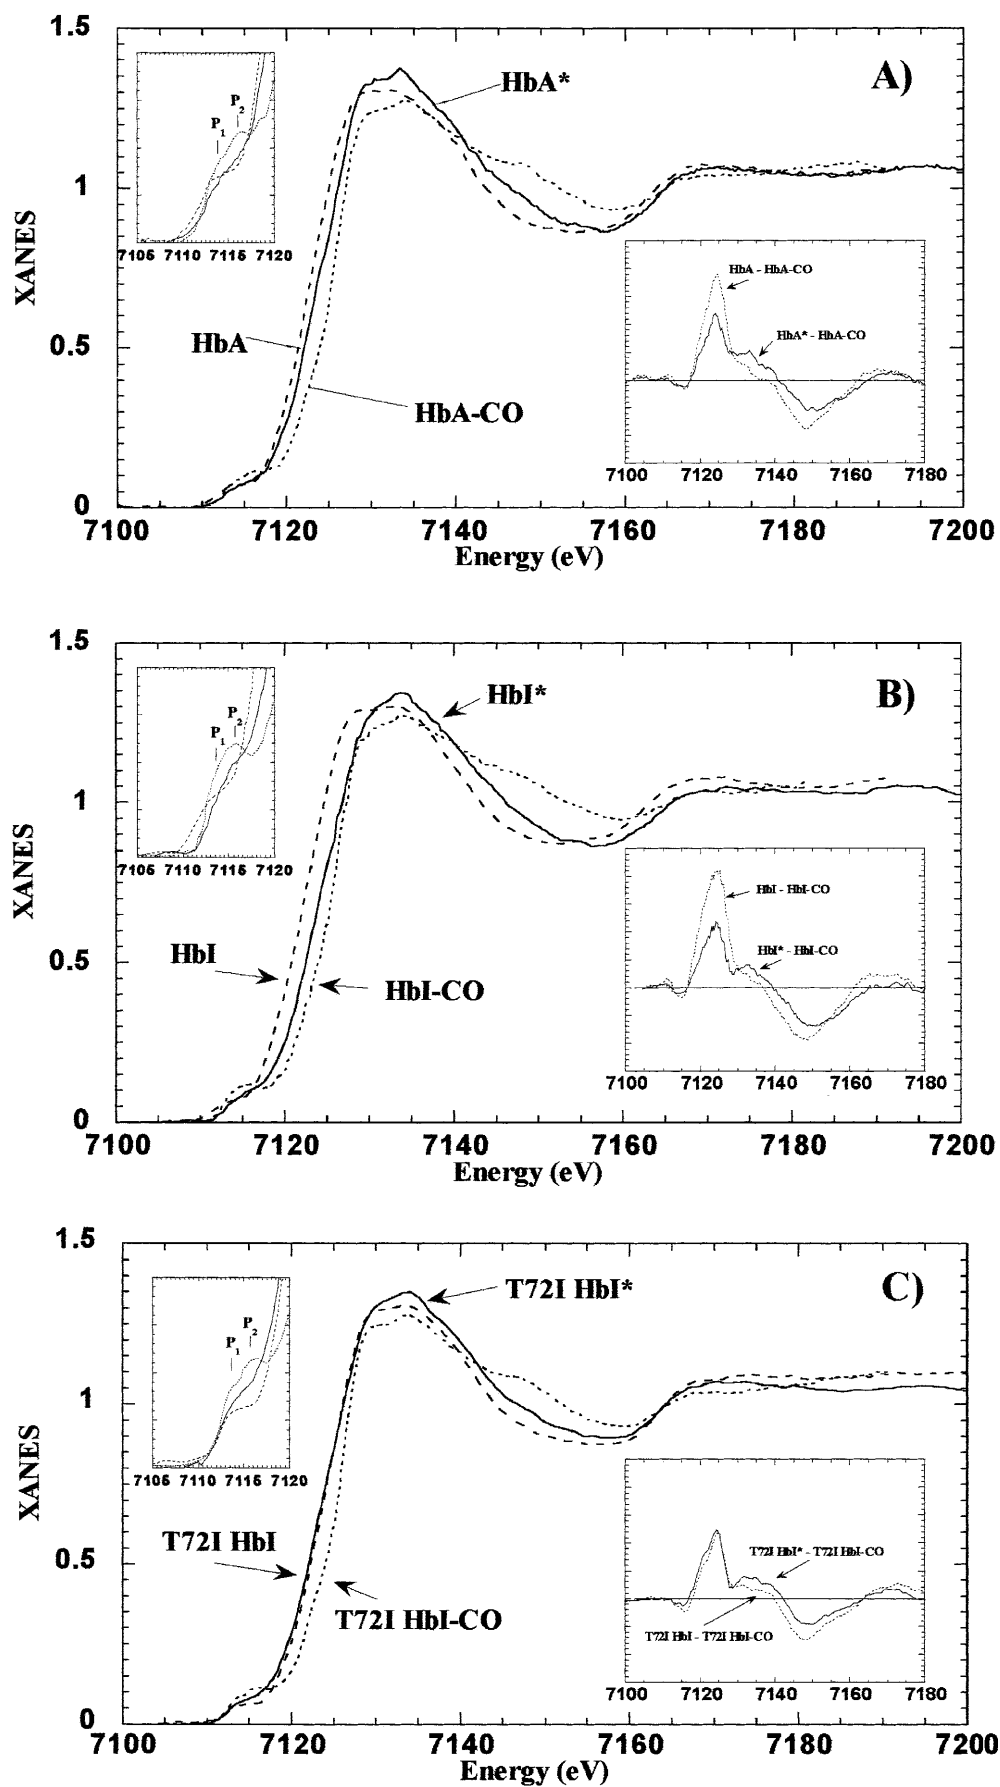 1.5
A)
HbA*
P1
P2
7105 7110 7115 7120
1
XANES
HbA - HbA-CO
HbA* - HbA-CO
7100 7120 7140 7160 7180
HbA
0.5
HbA-CO
0
7100 7120 7140 7160 7180 7200
Energy (eV)
1.5
B)
HbI*
P1
P2
7105 7110 7115 7120
1
XANES
HbI - HbI-CO
HbI* - HbI-CO
7100 7120 7140 7160 7180
HbI
0.5
HbI-CO
0
7100 7120 7140 7160 7180 7200
Energy (eV)
1.5
C)
T72I HbI*
P1
P2
7105 7110 7115 7120
1
XANES
T72I HbI* - T72I HbI-CO
T72I HbI - T72I HbI-CO
7100 7120 7140 7160 7180
T72I HbI
0.5
T72I HbI-CO
0
7100 7120 7140 7160 7180 7200
Energy (eV)